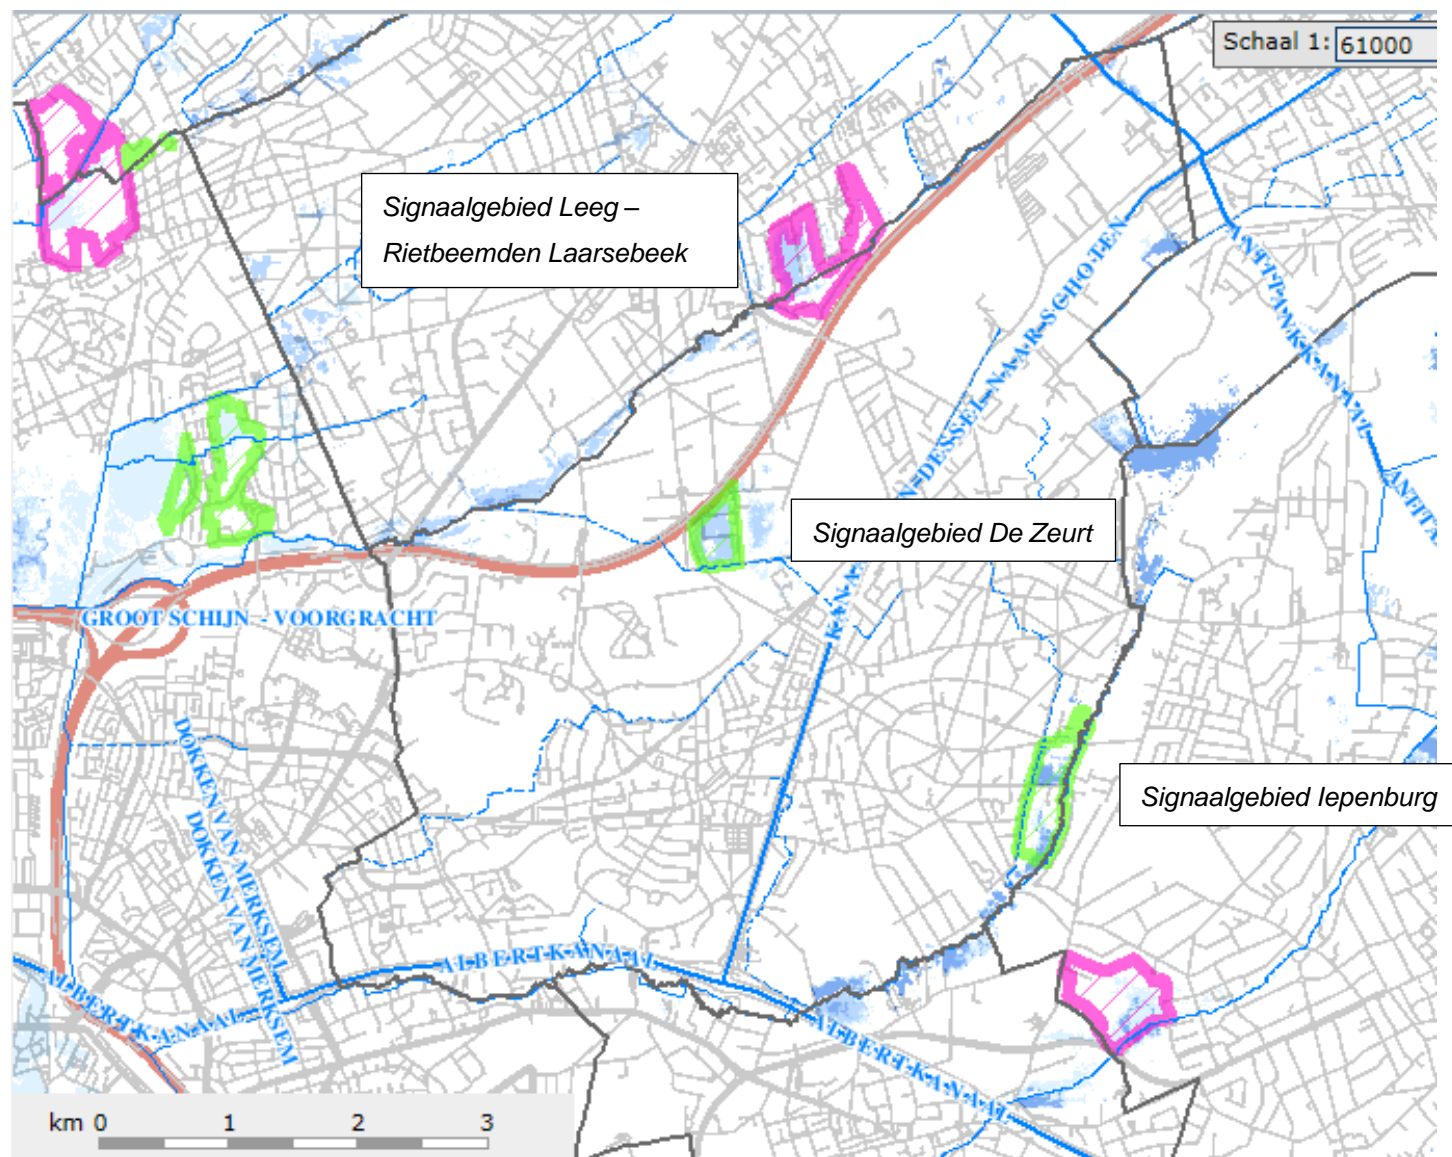 Schaal 1: 61000
Signaalgebied Leeg –
Rietbeemden Laarsebeek
Signaalgebied De Zeurt
GROOT SCHIJN - VOORGRACHT
DOKKEN VAN MERKSEM
DOKKEN VAN MERKSEM
Signaalgebied Iepenburg
ALBERTKANAAL
ALBERTKANAAL
ALBERTKANAAL
DESSEL NAAR SCHOTEN
ANTITANKKANAAL
ANTITA
km 0 1 2 3